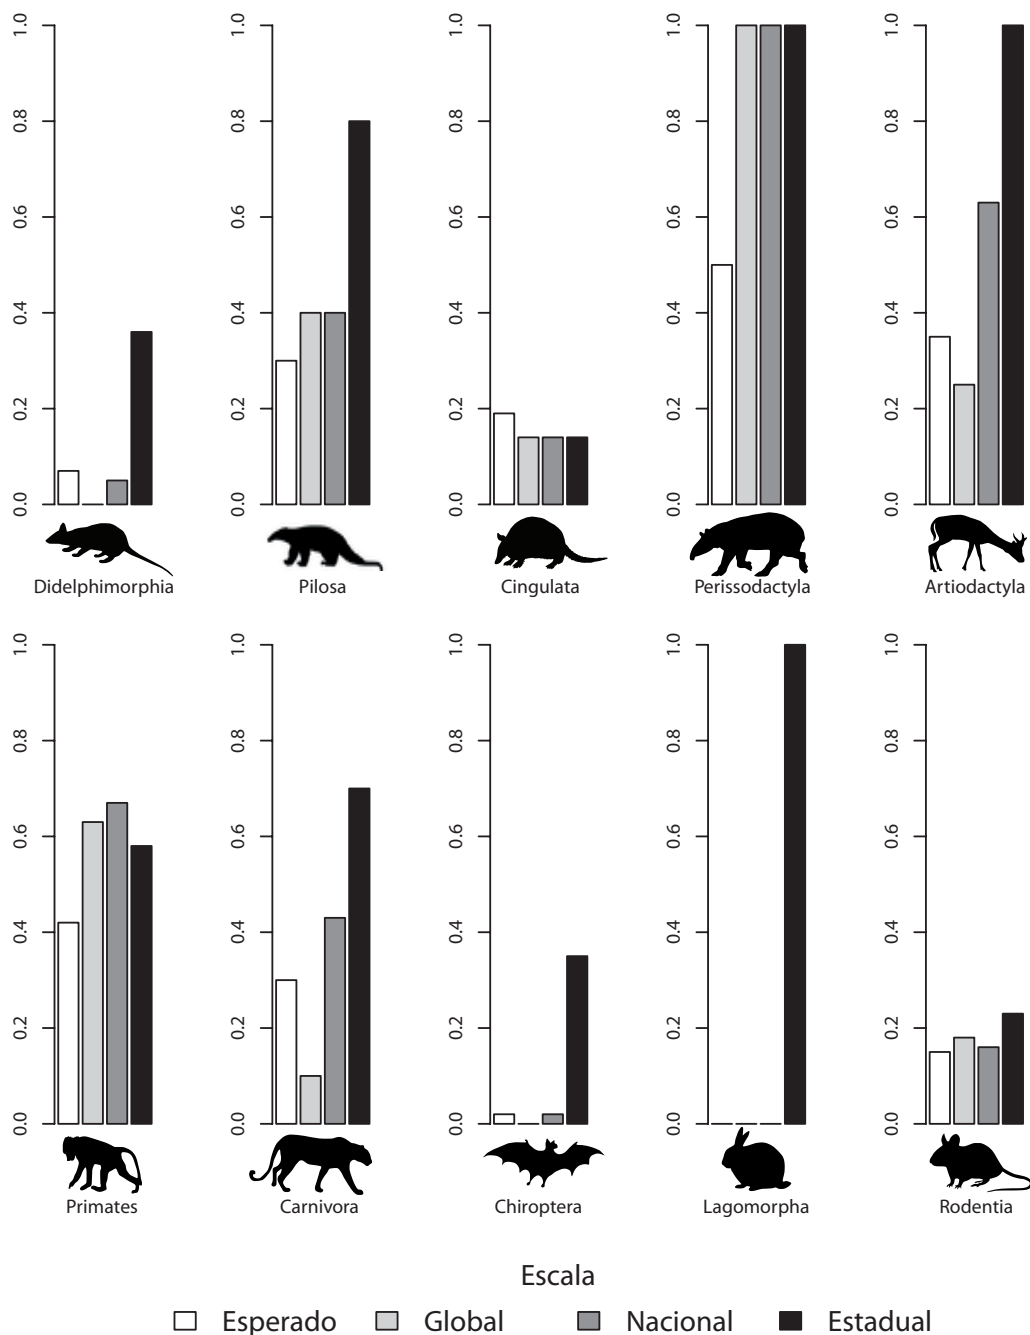 1.0 1.0 1.0 1.0 1.0
0.8 0.8 0.8 0.8 0.8
0.6 0.6 0.6 0.6 0.6
0.4 0.4 0.4 0.4 0.4
0.2 0.2 0.2 0.2 0.2
0.0 0.0 0.0 0.0 0.0
Didelphimorphia Pilosa Cingulata Perissodactyla Artiodactyla
1.0 1.0 1.0 1.0 1.0
0.8 0.8 0.8 0.8 0.8
0.6 0.6 0.6 0.6 0.6
0.4 0.4 0.4 0.4 0.4
0.2 0.2 0.2 0.2 0.2
0.0 0.0 0.0 0.0 0.0
Primates Carnivora Chiroptera Lagomorpha Rodentia
Escala
Esperado Global Nacional Estadual